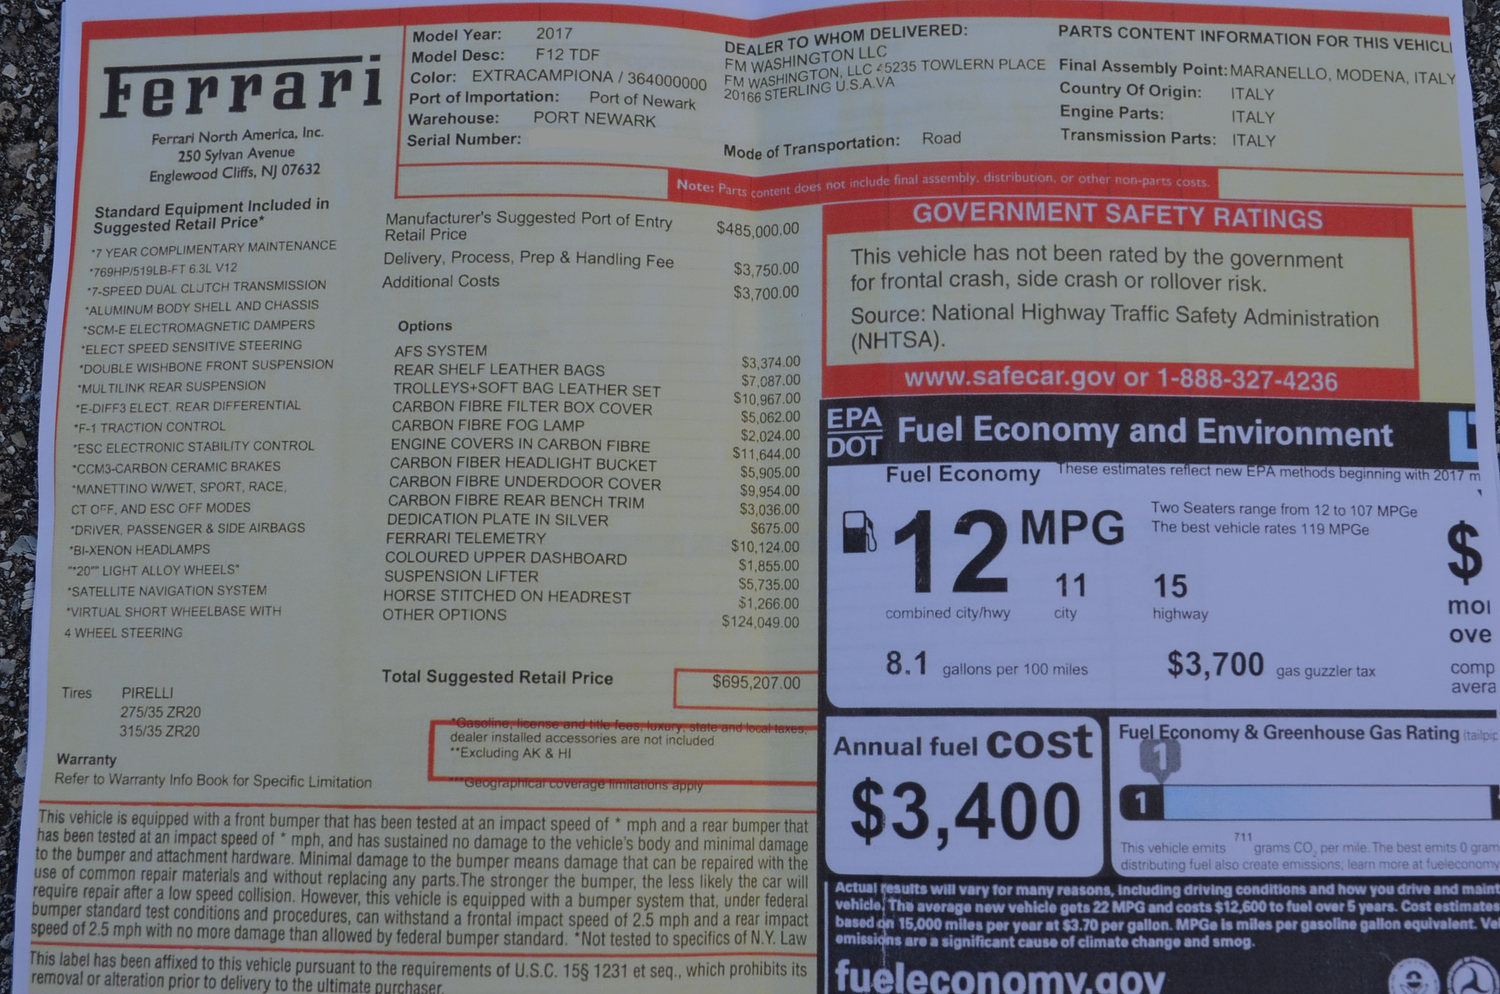 Ferrari
Ferrari North America, Inc.
250 Sylvan Avenue
Englewood Cliffs, NJ 07632
Model Year: 2017
Model Desc: F12 TDF
Color: EXTRACAMPIONA / 364000000
Port of Importation: Port of Newark
Warehouse: PORT NEWARK
Serial Number:
DEALER TO WHOM DELIVERED:
FM WASHINGTON LLC
FM WASHINGTON, LLC 45235 TOWLERN PLACE
20166 STERLING U.S.A.VA
Mode of Transportation: Road
PARTS CONTENT INFORMATION FOR THIS VEHICL
Final Assembly Point: MARANELLO, MODENA, ITALY
Country Of Origin: ITALY
Engine Parts: ITALY
Transmission Parts: ITALY
Note: Parts content does not include final assembly, distribution, or other non-parts costs.
Standard Equipment Included in
Suggested Retail Price*
*7 YEAR COMPLIMENTARY MAINTENANCE
*769HP/519LB-FT 6.3L V12
*7-SPEED DUAL CLUTCH TRANSMISSION
*ALUMINUM BODY SHELL AND CHASSIS
*SCM-E ELECTROMAGNETIC DAMPERS
*ELECT SPEED SENSITIVE STEERING
*DOUBLE WISHBONE FRONT SUSPENSION
*MULTILINK REAR SUSPENSION
*E-DIFF3 ELECT. REAR DIFFERENTIAL
*F-1 TRACTION CONTROL
*ESC ELECTRONIC STABILITY CONTROL
*CCM3-CARBON CERAMIC BRAKES
*MANETTINO W/WET, SPORT, RACE,
CT OFF, AND ESC OFF MODES
*DRIVER, PASSENGER & SIDE AIRBAGS
*BI-XENON HEADLAMPS
"*20"" LIGHT ALLOY WHEELS"
*SATELLITE NAVIGATION SYSTEM
*VIRTUAL SHORT WHEELBASE WITH
4 WHEEL STEERING
Tires PIRELLI
275/35 ZR20
315/35 ZR20
Warranty
Refer to Warranty Info Book for Specific Limitation
Manufacturer's Suggested Port of Entry
Retail Price $485,000.00
Delivery, Process, Prep & Handling Fee $3,750.00
Additional Costs $3,700.00
Options
AFS SYSTEM $3,374.00
REAR SHELF LEATHER BAGS $7,087.00
TROLLEYS+SOFT BAG LEATHER SET $10,967.00
CARBON FIBRE FILTER BOX COVER $5,062.00
CARBON FIBRE FOG LAMP $2,024.00
ENGINE COVERS IN CARBON FIBRE $11,644.00
CARBON FIBER HEADLIGHT BUCKET $5,905.00
CARBON FIBRE UNDERDOOR COVER $9,954.00
CARBON FIBRE REAR BENCH TRIM $3,036.00
DEDICATION PLATE IN SILVER $675.00
FERRARI TELEMETRY $10,124.00
COLOURED UPPER DASHBOARD $1,855.00
SUSPENSION LIFTER $5,735.00
HORSE STITCHED ON HEADREST $1,266.00
OTHER OPTIONS $124,049.00
Total Suggested Retail Price $695,207.00
*Gasoline, license and title fees, luxury, state and local taxes,
dealer installed accessories are not included
**Excluding AK & HI
***Geographical coverage limitations apply
This vehicle is equipped with a front bumper that has been tested at an impact speed of * mph and a rear bumper that
has been tested at an impact speed of * mph, and has sustained no damage to the vehicle's body and minimal damage
to the bumper and attachment hardware. Minimal damage to the bumper means damage that can be repaired with the
use of common repair materials and without replacing any parts.The stronger the bumper, the less likely the car will
require repair after a low speed collision. However, this vehicle is equipped with a bumper system that, under federal
bumper standard test conditions and procedures, can withstand a frontal impact speed of 2.5 mph and a rear impact
speed of 2.5 mph with no more damage than allowed by federal bumper standard. *Not tested to specifics of N.Y. Law
This label has been affixed to this vehicle pursuant to the requirements of U.S.C. 15§ 1231 et seq., which prohibits its
removal or alteration prior to delivery to the ultimate purchaser.
GOVERNMENT SAFETY RATINGS
This vehicle has not been rated by the government
for frontal crash, side crash or rollover risk.
Source: National Highway Traffic Safety Administration
(NHTSA).
www.safecar.gov or 1-888-327-4236
EPA
DOT
Fuel Economy and Environment
Fuel Economy These estimates reflect new EPA methods beginning with 2017 m
12 MPG
combined city/hwy
11
city
15
highway
Two Seaters range from 12 to 107 MPGe
The best vehicle rates 119 MPGe
8.1 gallons per 100 miles
$3,700 gas guzzler tax
$
ove
comp
avera
Annual fuel cost
$3,400
Fuel Economy & Greenhouse Gas Rating (tailpip
1
1
This vehicle emits 711 grams CO2 per mile. The best emits 0 gram
distributing fuel also create emissions; learn more at fueleconomy
Actual results will vary for many reasons, including driving conditions and how you drive and maint
vehicle. The average new vehicle gets 22 MPG and costs $12,600 to fuel over 5 years. Cost estimates
based on 15,000 miles per year at $3.70 per gallon. MPGe is miles per gasoline gallon equivalent. Vel
emissions are a significant cause of climate change and smog.
fueleconomy.gov